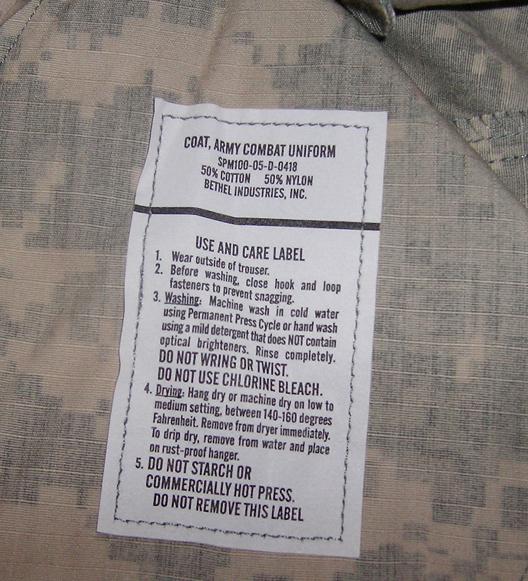 COAT, ARMY COMBAT UNIFORM
SPM100-05-D-0418
50% COTTON 50% NYLON
BETHEL INDUSTRIES, INC.
USE AND CARE LABEL
1. Wear outside of trouser.
2. Before washing, close hook and loop
fasteners to prevent snagging.
3. Washing: Machine wash in cold water
using Permanent Press Cycle or hand wash
using a mild detergent that does NOT contain
optical brighteners. Rinse completely.
DO NOT WRING OR TWIST.
DO NOT USE CHLORINE BLEACH.
4. Drying: Hang dry or machine dry on low to
medium setting, between 140-160 degrees
Fahrenheit. Remove from dryer immediately.
To drip dry, remove from water and place
on rust-proof hanger.
5. DO NOT STARCH OR
COMMERCIALLY HOT PRESS.
DO NOT REMOVE THIS LABEL